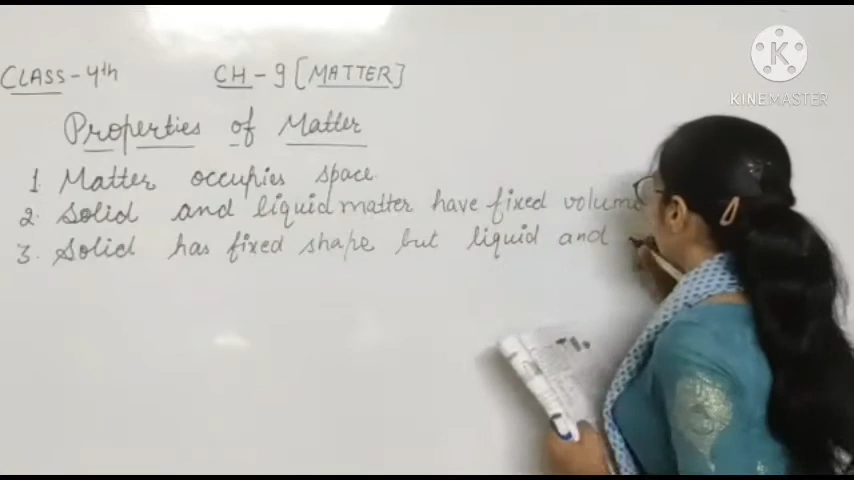 CLASS-4th CH-9 [MATTER]
Properties of Matter
1. Matter occupies space.
2. Solid and liquid matter have fixed volume
3. Solid has fixed shape but liquid and
K
KINEMASTER